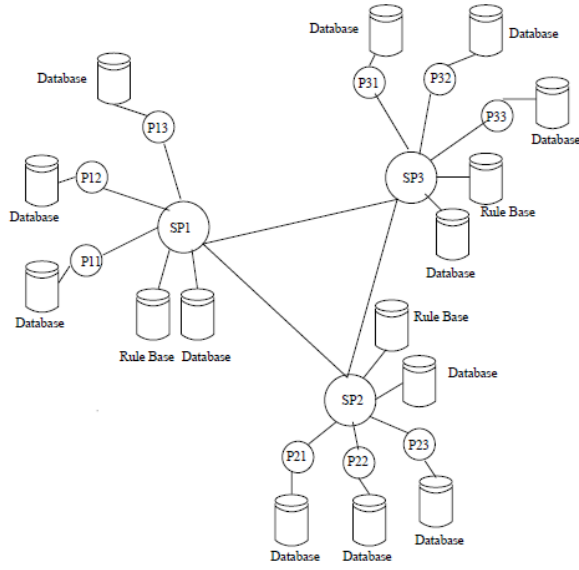 Database
Database
Database
P31
P32
P33
Database
P13
Database
P12
SP3
Rule Base
Database
SP1
Database
P11
Database
Rule Base
Database
Rule Base
Database
SP2
P21
P22
P23
Database
Database
Database